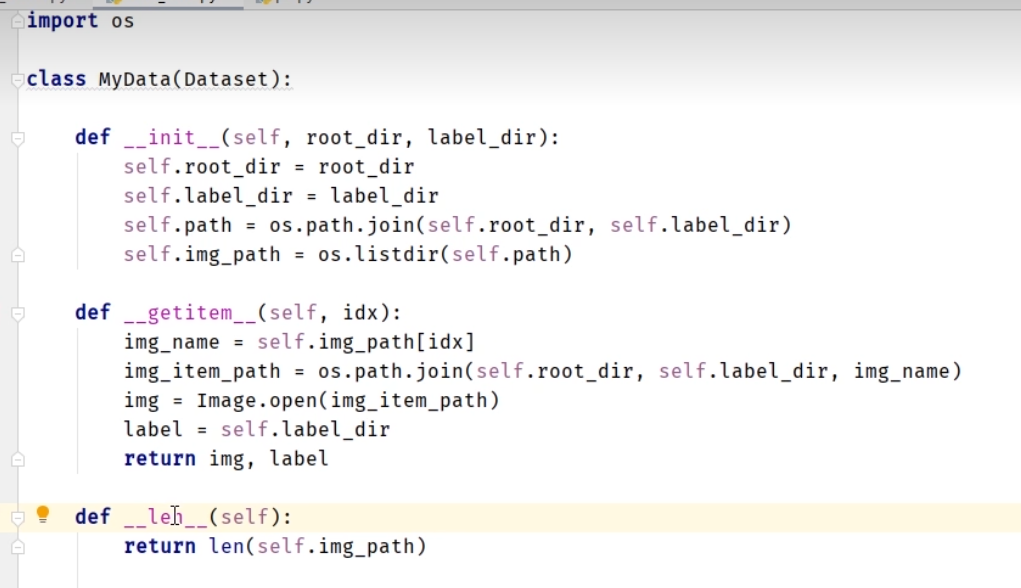 import os
class MyData(Dataset):
def __init__(self, root_dir, label_dir):
self.root_dir = root_dir
self.label_dir = label_dir
self.path = os.path.join(self.root_dir, self.label_dir)
self.img_path = os.listdir(self.path)
def __getitem__(self, idx):
img_name = self.img_path[idx]
img_item_path = os.path.join(self.root_dir, self.label_dir, img_name)
img = Image.open(img_item_path)
label = self.label_dir
return img, label
def __len__(self):
return len(self.img_path)